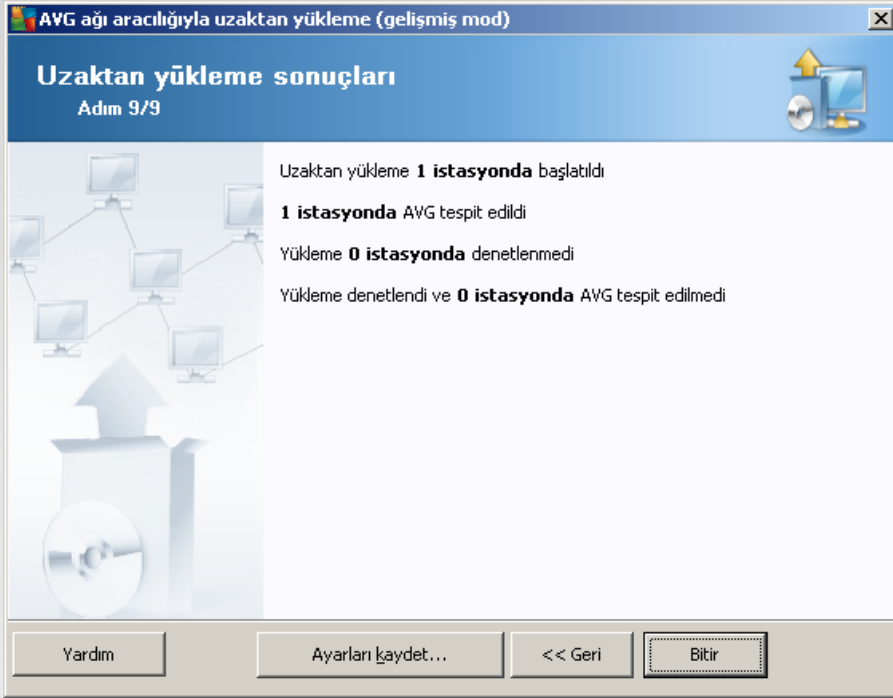 AVG ağı aracılığıyla uzaktan yükleme (gelişmiş mod)
Uzaktan yükleme sonuçları
Adım 9/9
Uzaktan yükleme 1 istasyonda başlatıldı
1 istasyonda AVG tespit edildi
Yükleme 0 istasyonda denetlenmedi
Yükleme denetlendi ve 0 istasyonda AVG tespit edilmedi
Yardım
Ayarları kaydet...
<< Geri
Bitir